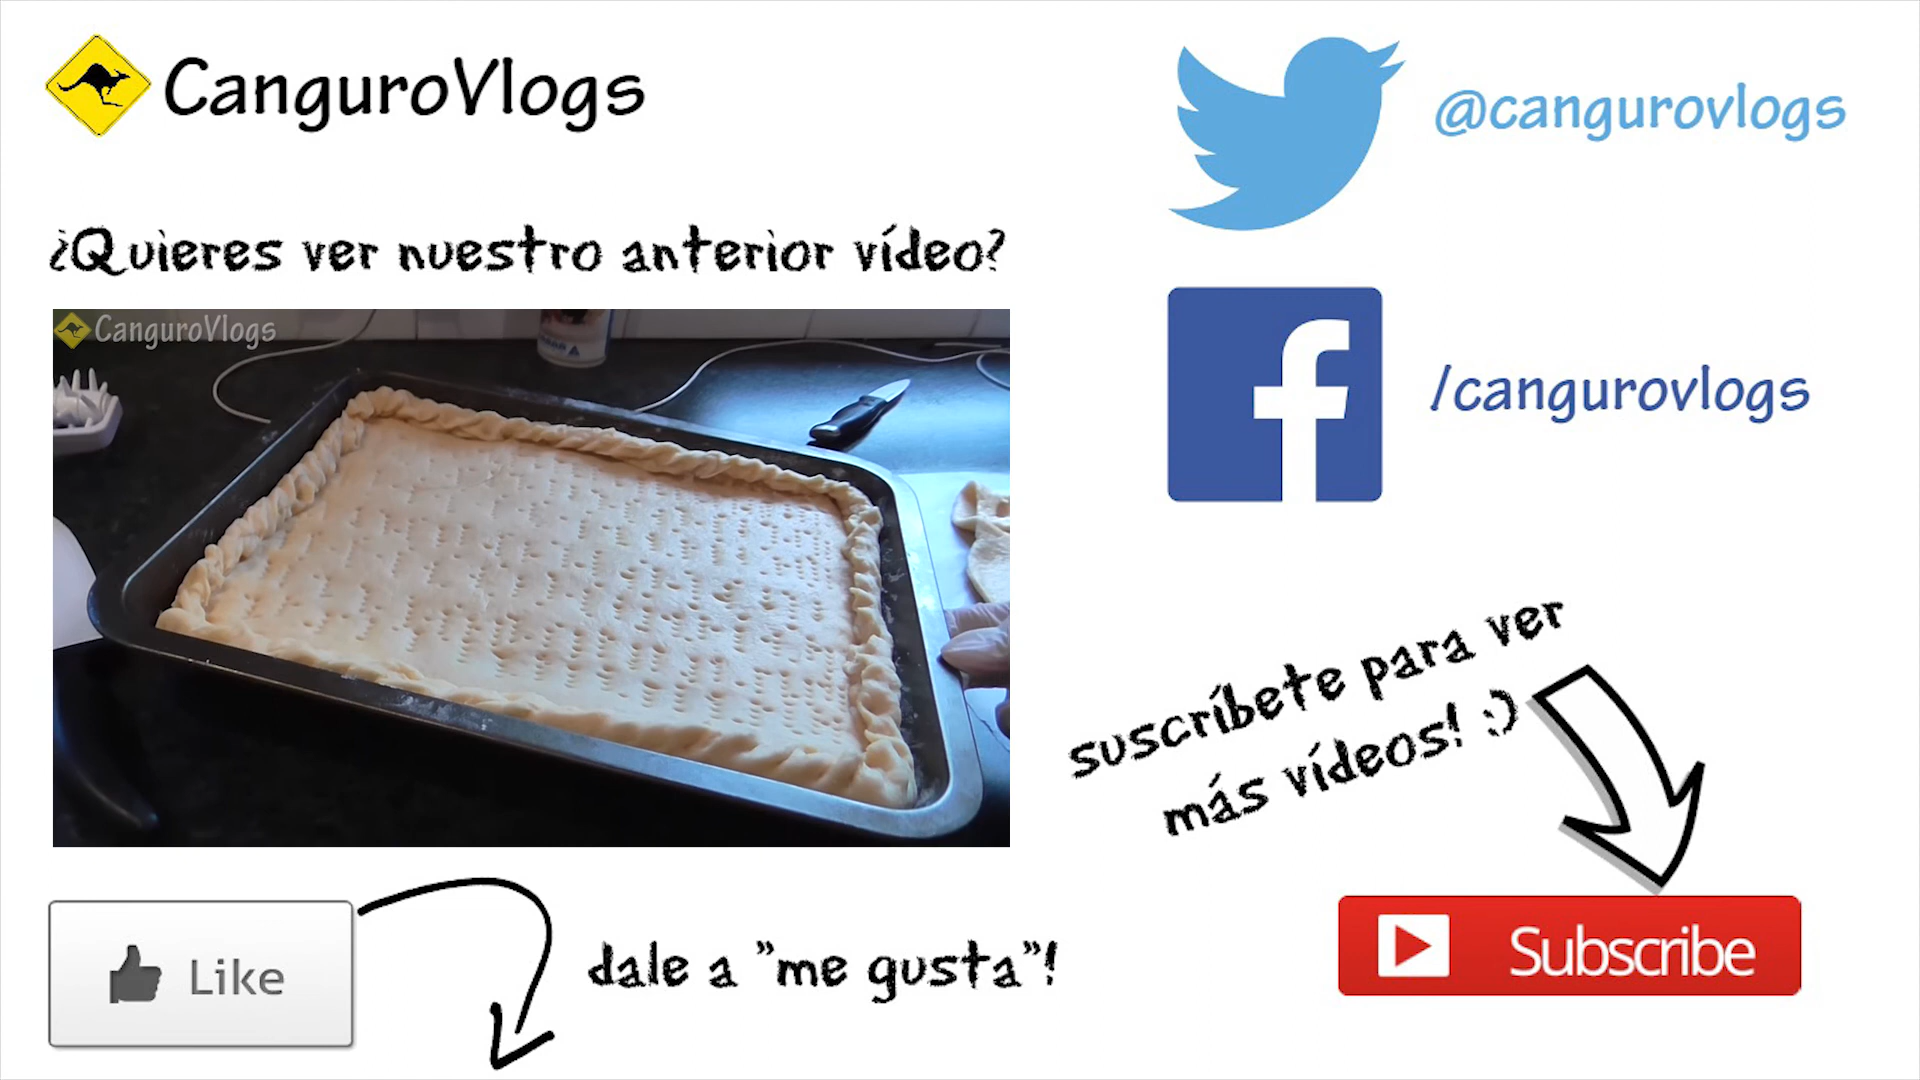 CanguroVlogs
@cangurovlogs
¿Quieres ver nuestro anterior vídeo?
CanguroVlogs
/cangurovlogs
suscríbete para ver
más vídeos! :)
Like
dale a "me gusta"!
Subscribe